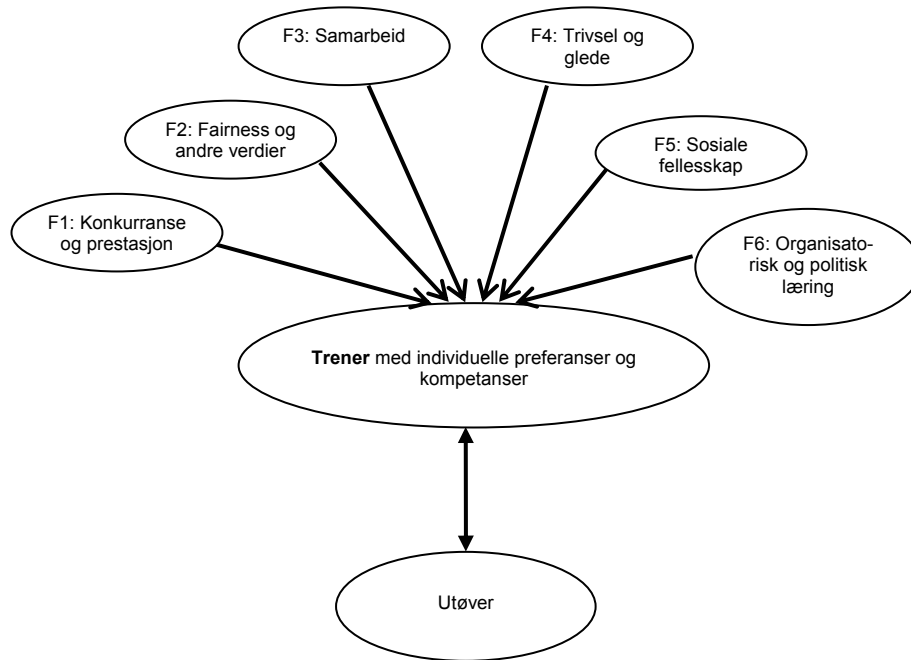 F3: Samarbeid
F4: Trivsel og
glede
F2: Fairness og
andre verdier
F5: Sosiale
fellesskap
F1: Konkurranse
og prestasjon
F6: Organisato-
risk og politisk
læring
Trener med individuelle preferanser og
kompetanser
Utøver